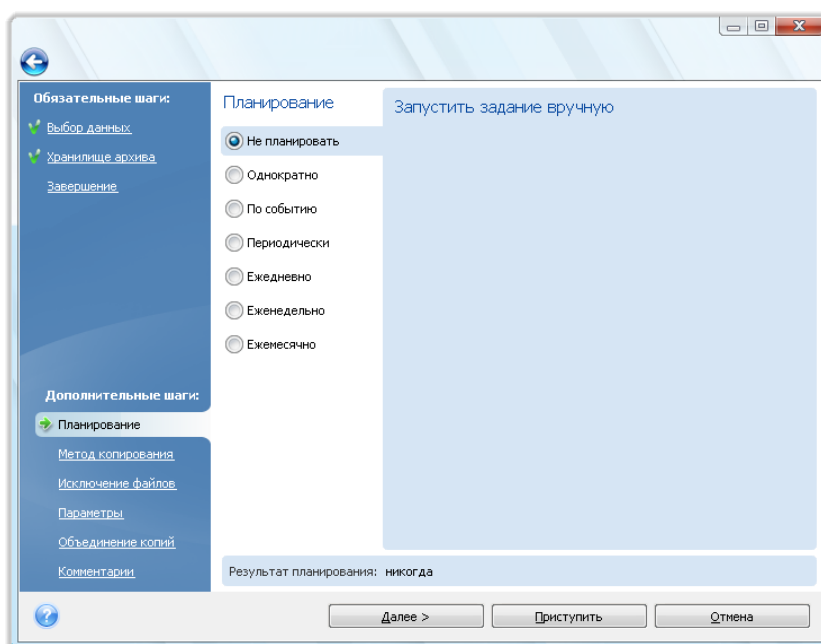 Обязательные шаги:
Выбор данных
Хранилище архива
Завершение
Дополнительные шаги:
Планирование
Метод копирования
Исключение файлов
Параметры
Объединение копий
Комментарии
Планирование
Не планировать
Однократно
По событию
Периодически
Ежедневно
Еженедельно
Ежемесячно
Запустить задание вручную
Результат планирования: никогда
Далее >
Приступить
Отмена